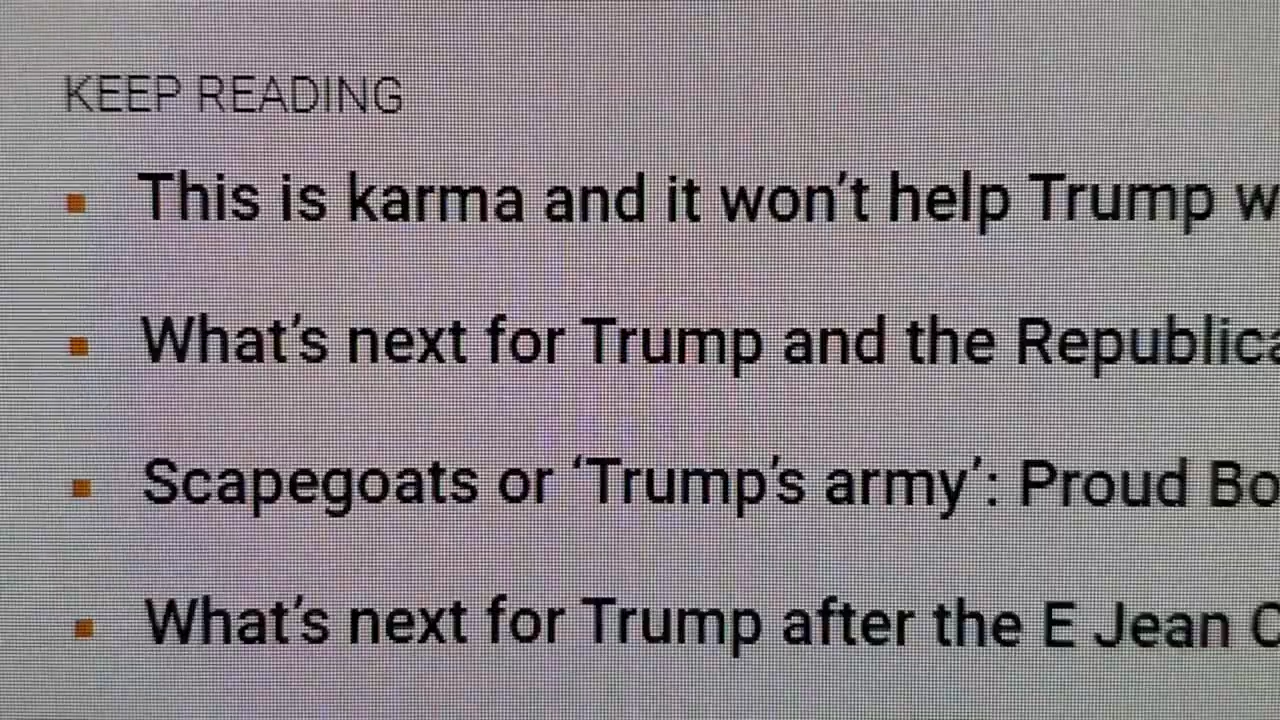 KEEP READING
This is karma and it won’t help Trump
What’s next for Trump and the
Scapegoats or ‘Trump’s army’: Proud
What’s next for Trump after the E Jean